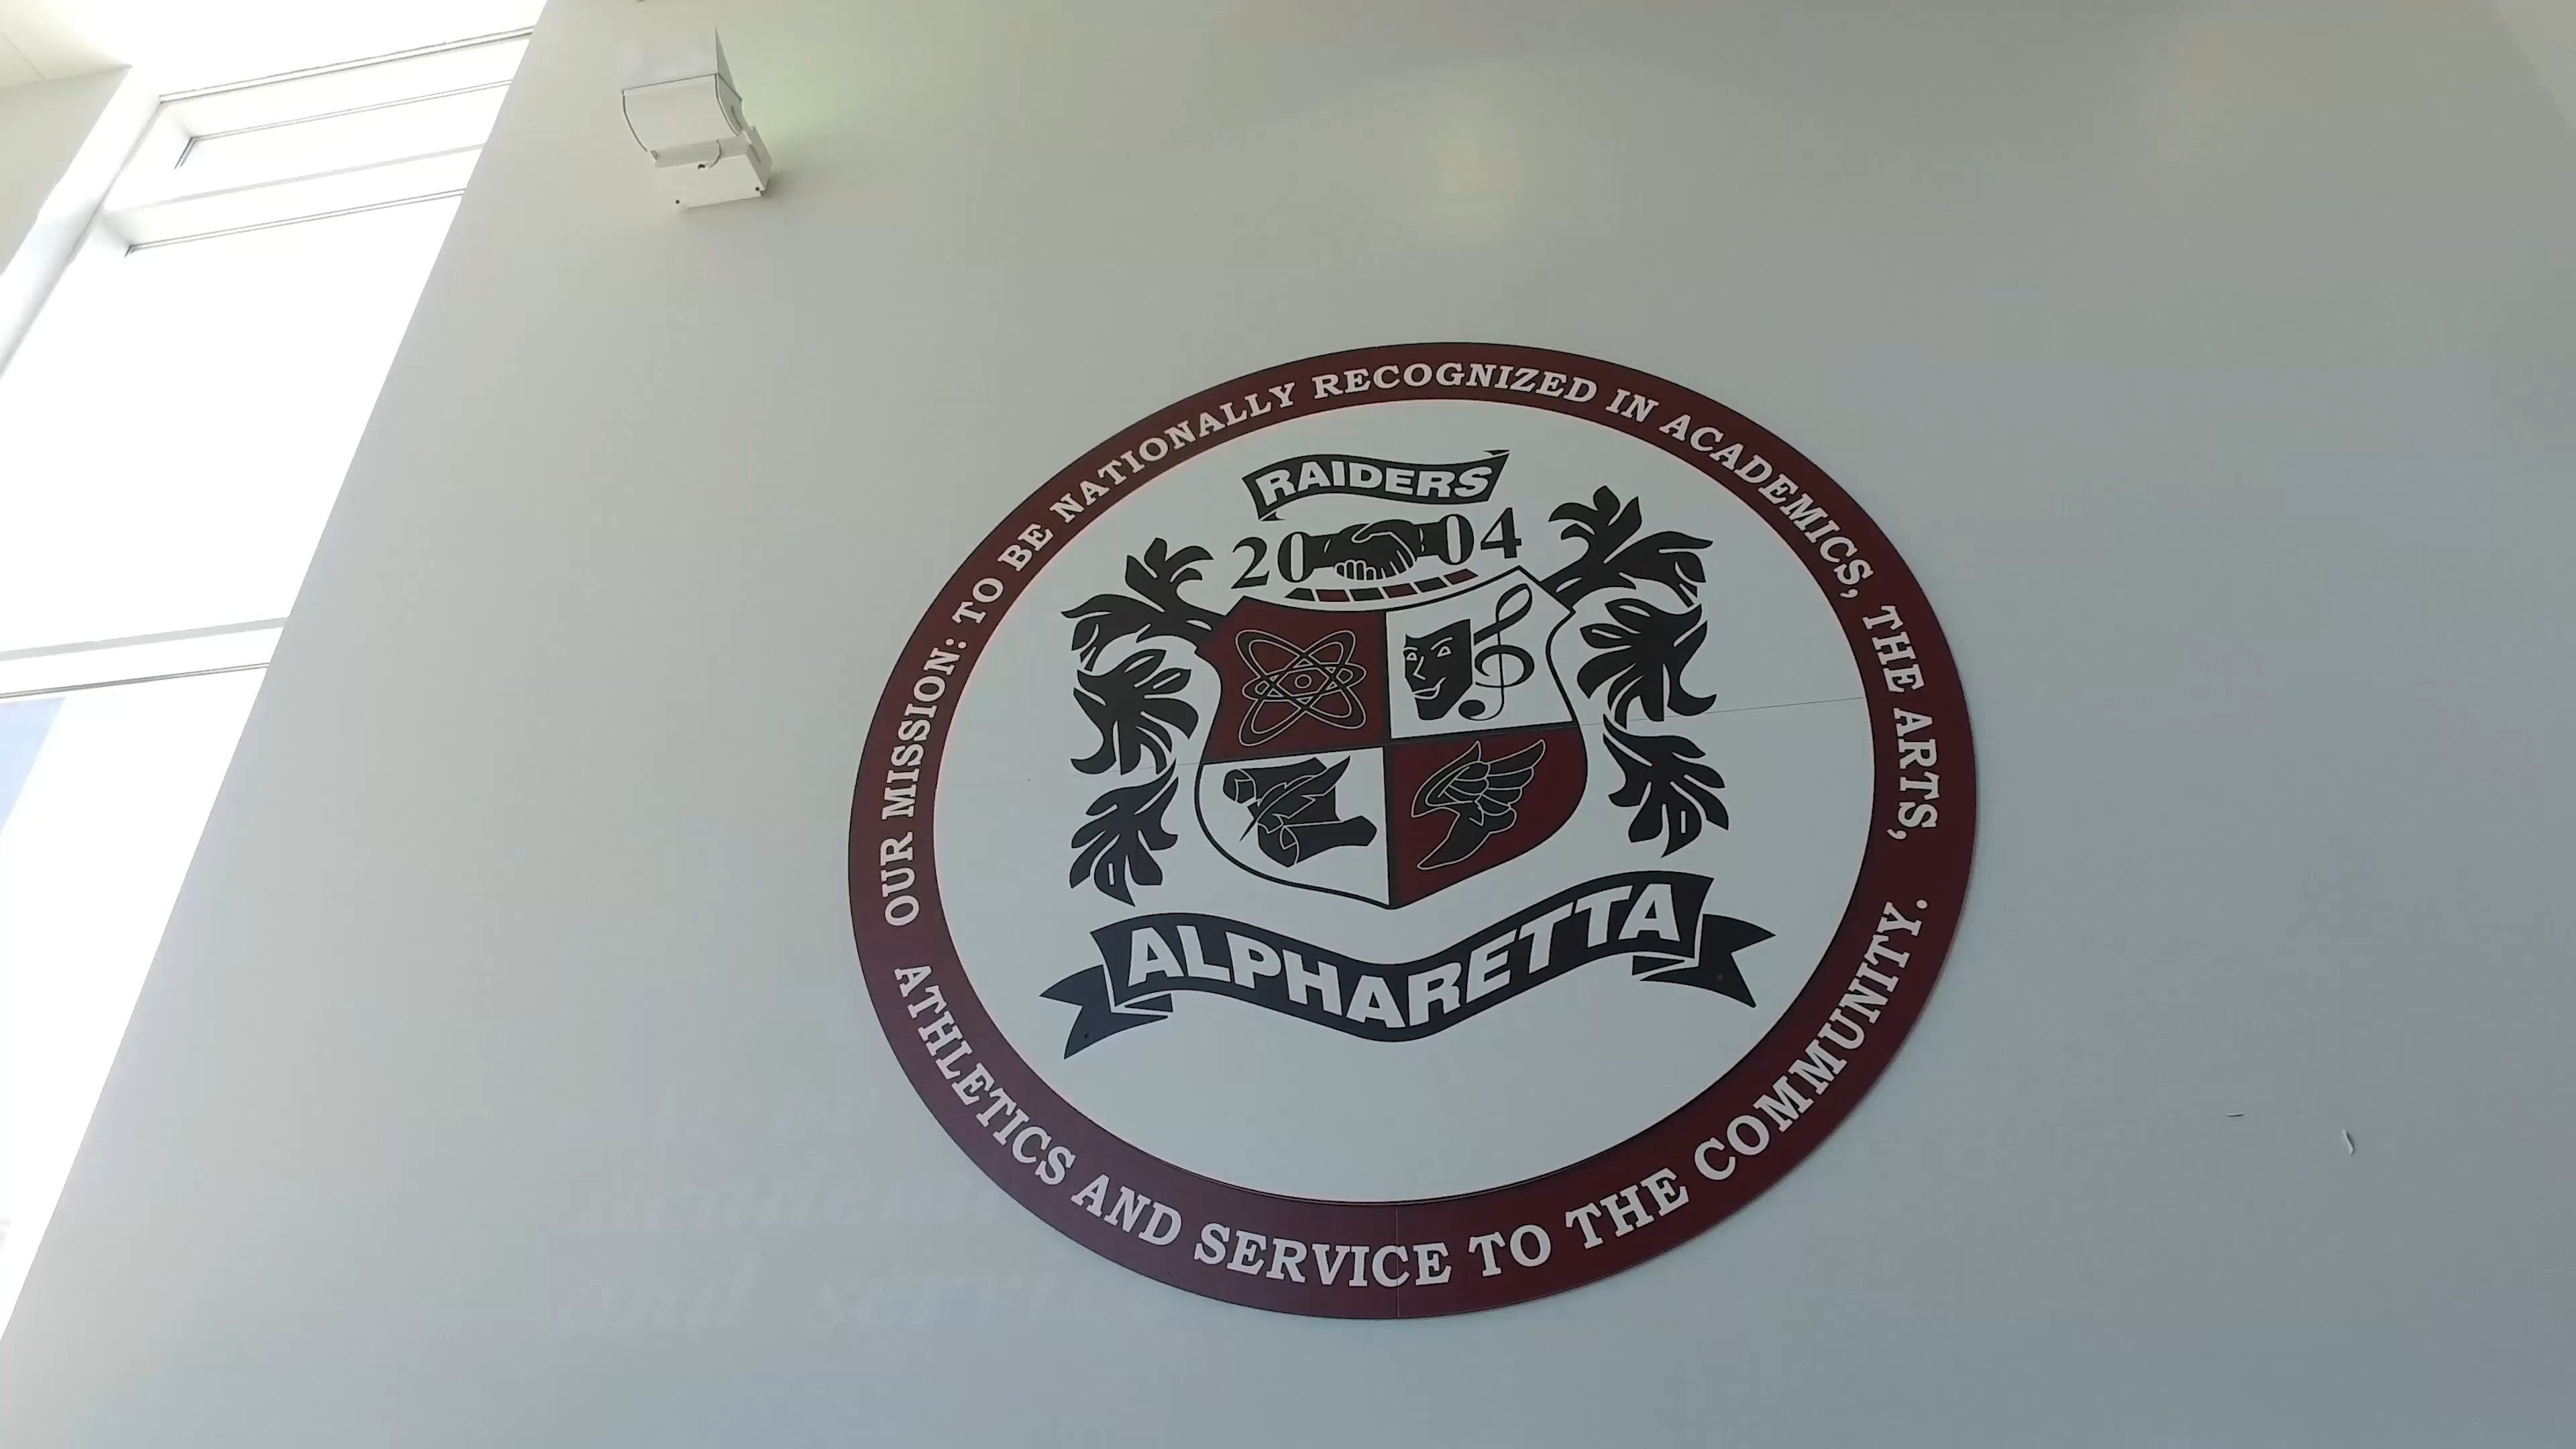 OUR MISSION: TO BE NATIONALLY RECOGNIZED IN ACADEMICS, THE ARTS,
ATHLETICS AND SERVICE TO THE COMMUNITY.
RAIDERS
2004
ALPHARETTA